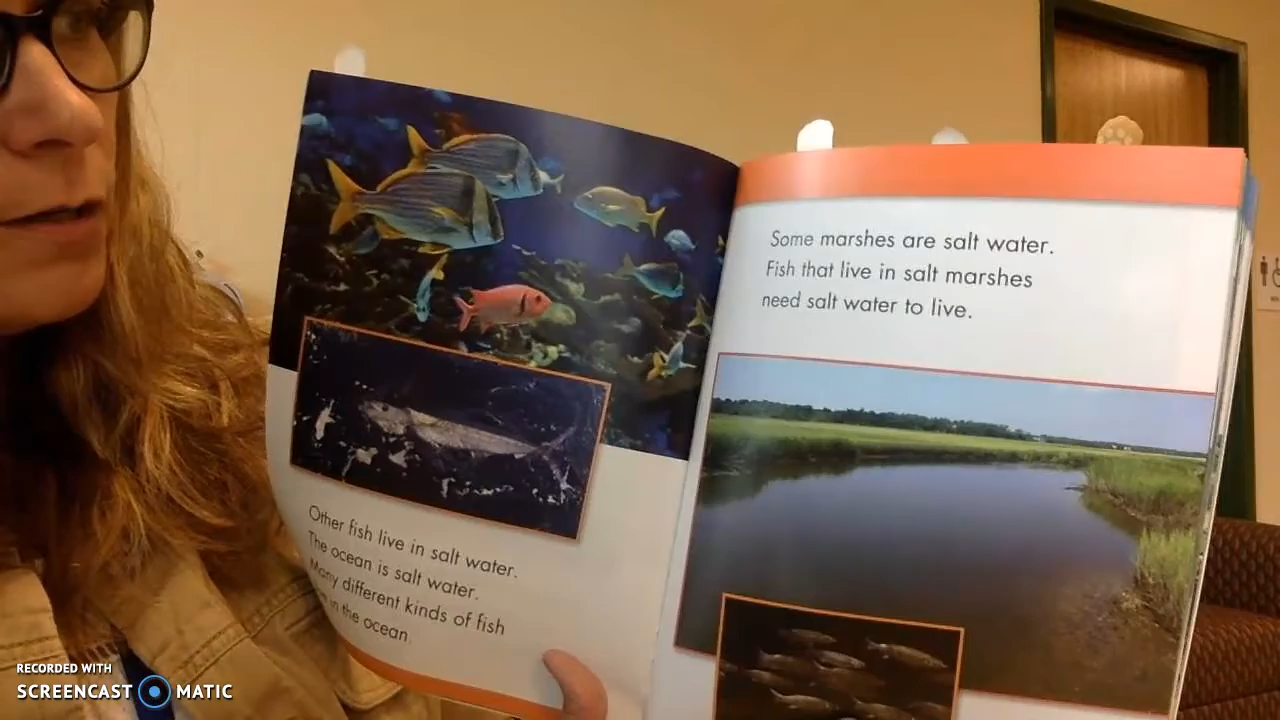 Other fish live in salt water.
The ocean is salt water.
Many different kinds of fish
in the ocean.
Some marshes are salt water.
Fish that live in salt marshes
need salt water to live.
RECORDED WITH
SCREENCAST MATIC